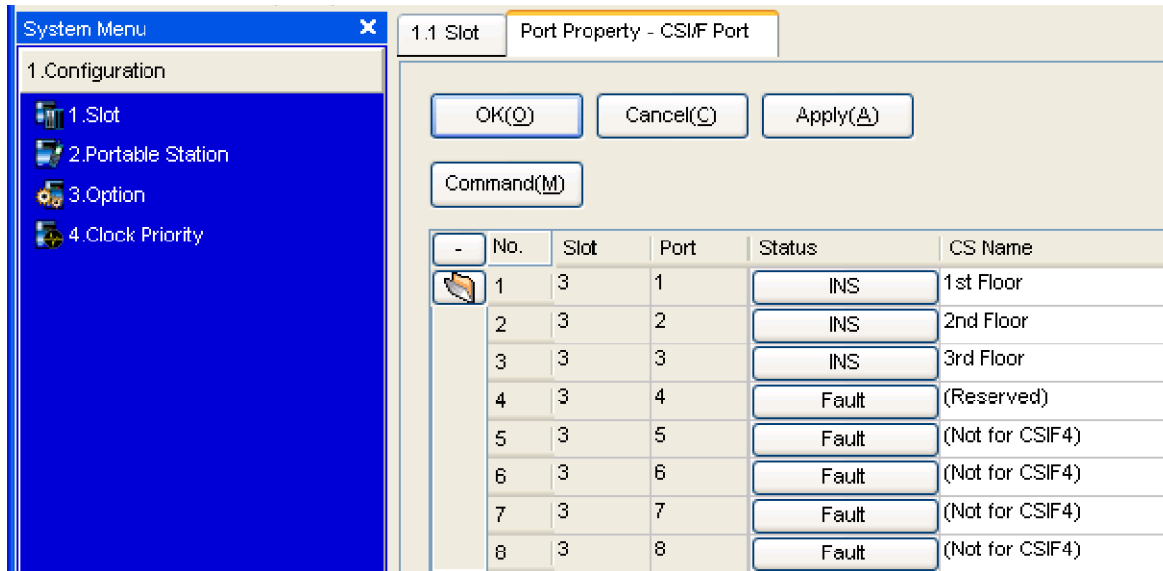 System Menu X
1.Configuration
1.Slot
2.Portable Station
3.Option
4.Clock Priority
1.1 Slot Port Property - CSI/F Port
OK(O) Cancel(C) Apply(A)
Command(M)
- No. Slot Port Status CS Name
1 3 1 INS 1st Floor
2 3 2 INS 2nd Floor
3 3 3 INS 3rd Floor
4 3 4 Fault (Reserved)
5 3 5 Fault (Not for CSIF4)
6 3 6 Fault (Not for CSIF4)
7 3 7 Fault (Not for CSIF4)
8 3 8 Fault (Not for CSIF4)